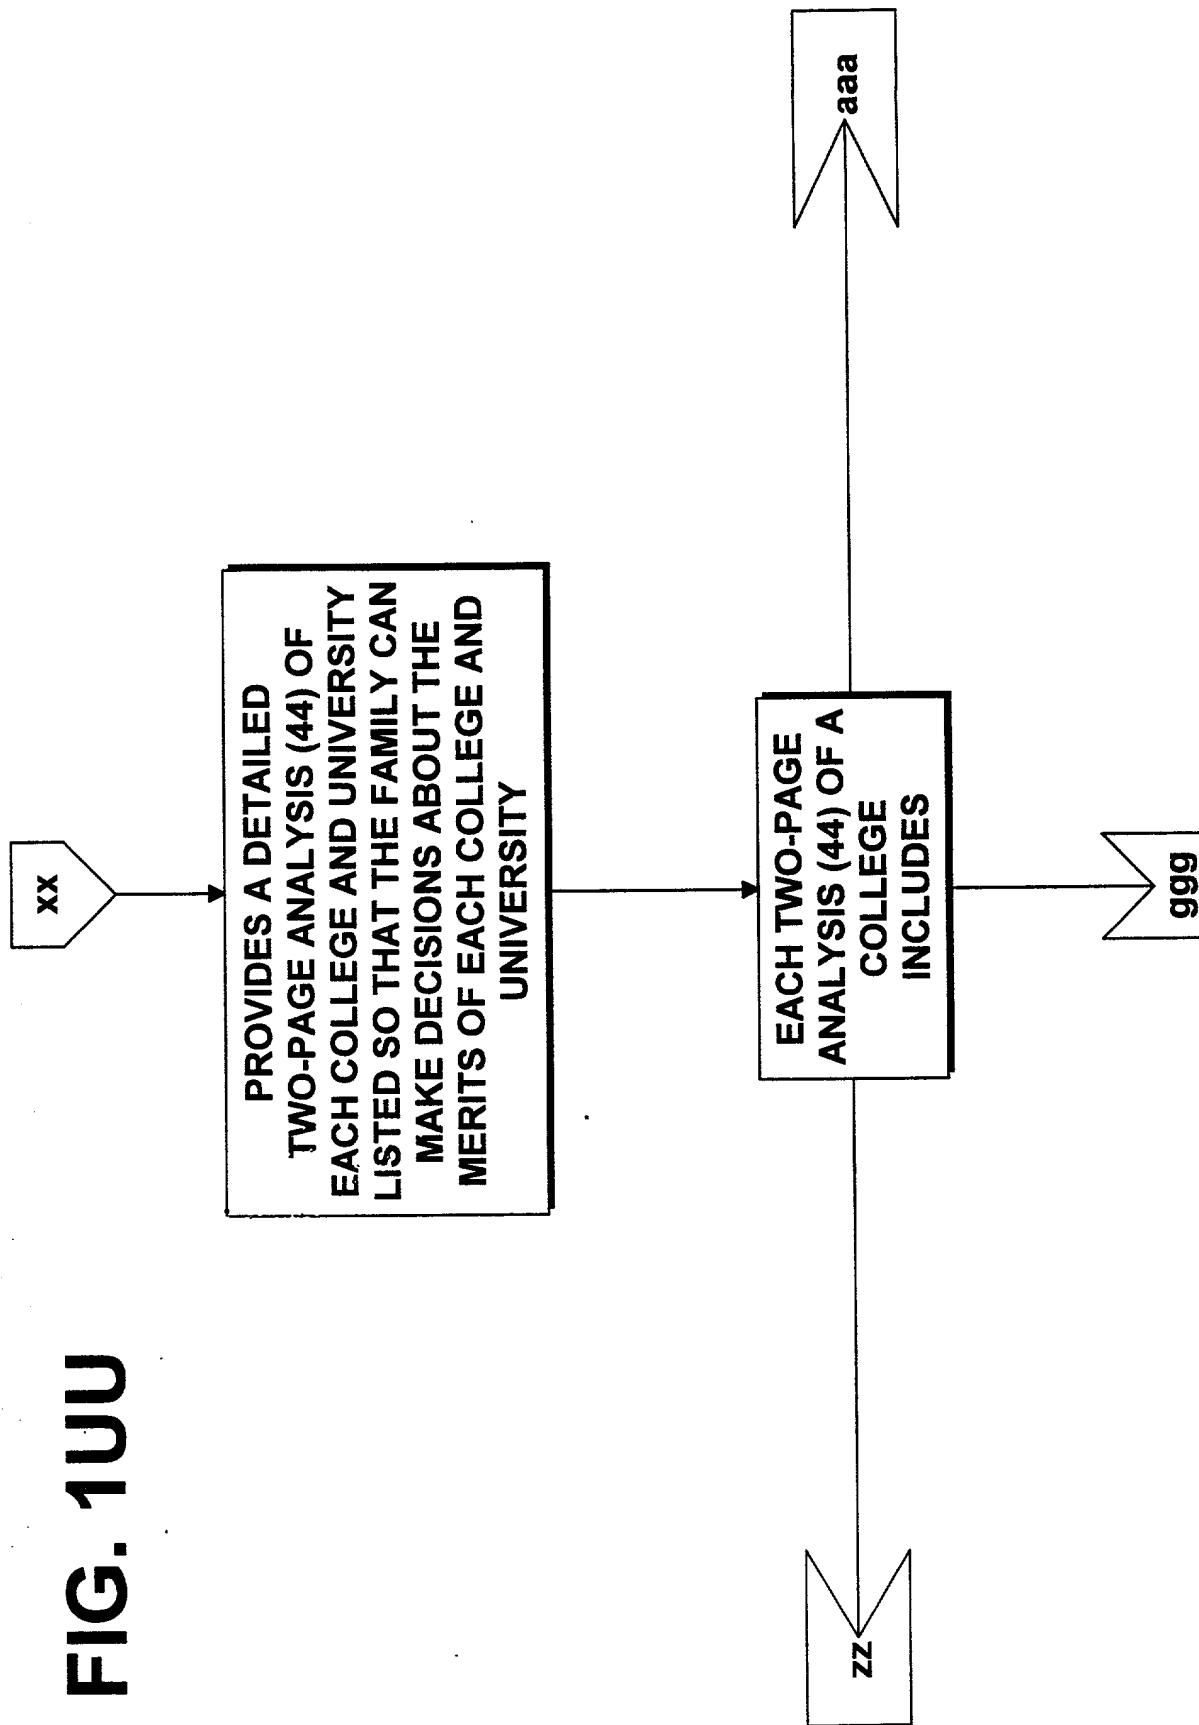 FIG. 1UU
xx
PROVIDES A DETAILED
TWO-PAGE ANALYSIS (44) OF
EACH COLLEGE AND UNIVERSITY
LISTED SO THAT THE FAMILY CAN
MAKE DECISIONS ABOUT THE
MERITS OF EACH COLLEGE AND
UNIVERSITY
EACH TWO-PAGE
ANALYSIS (44) OF A
COLLEGE
INCLUDES
zz
aaa
ggg